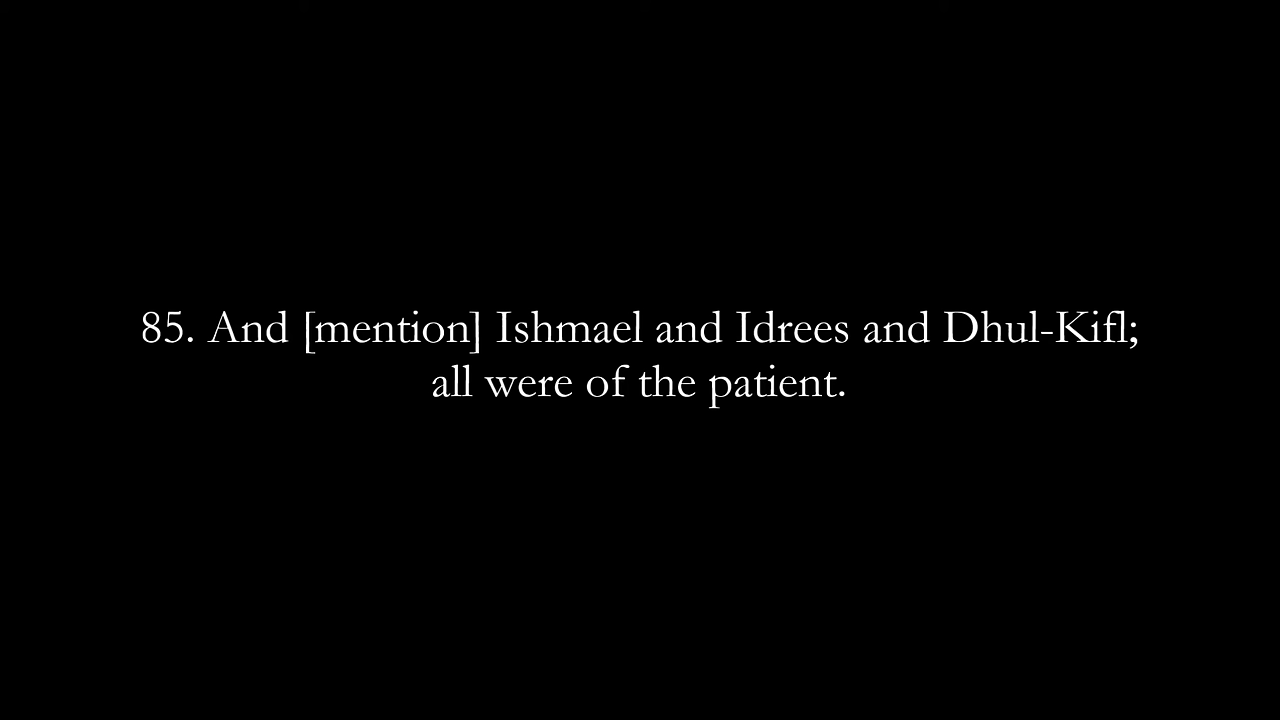 85. And [mention] Ishmael and Idrees and Dhul-Kifl;
all were of the patient.